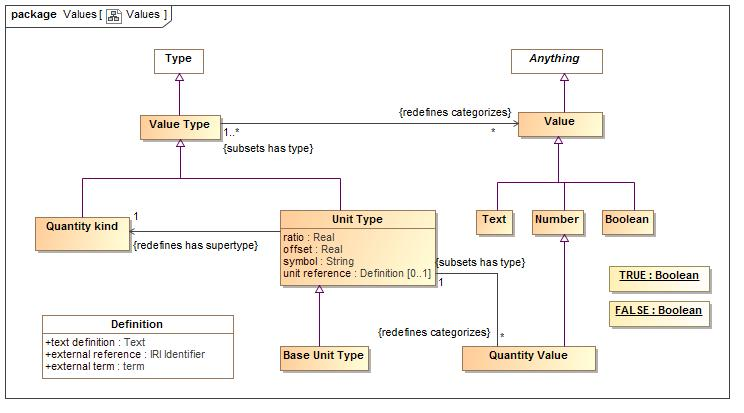 package Values [ Values ]
Type
Anything
Value Type
Value
{redefines categorizes}
1..*
*
{subsets has type}
Quantity kind
1
{redefines has supertype}
Unit Type
ratio : Real
offset : Real
symbol : String
unit reference : Definition [0..1]
Text
Number
Boolean
{subsets has type}
1
TRUE : Boolean
FALSE : Boolean
Definition
+text definition : Text
+external reference : IRI Identifier
+external term : term
{redefines categorizes}
*
Base Unit Type
Quantity Value